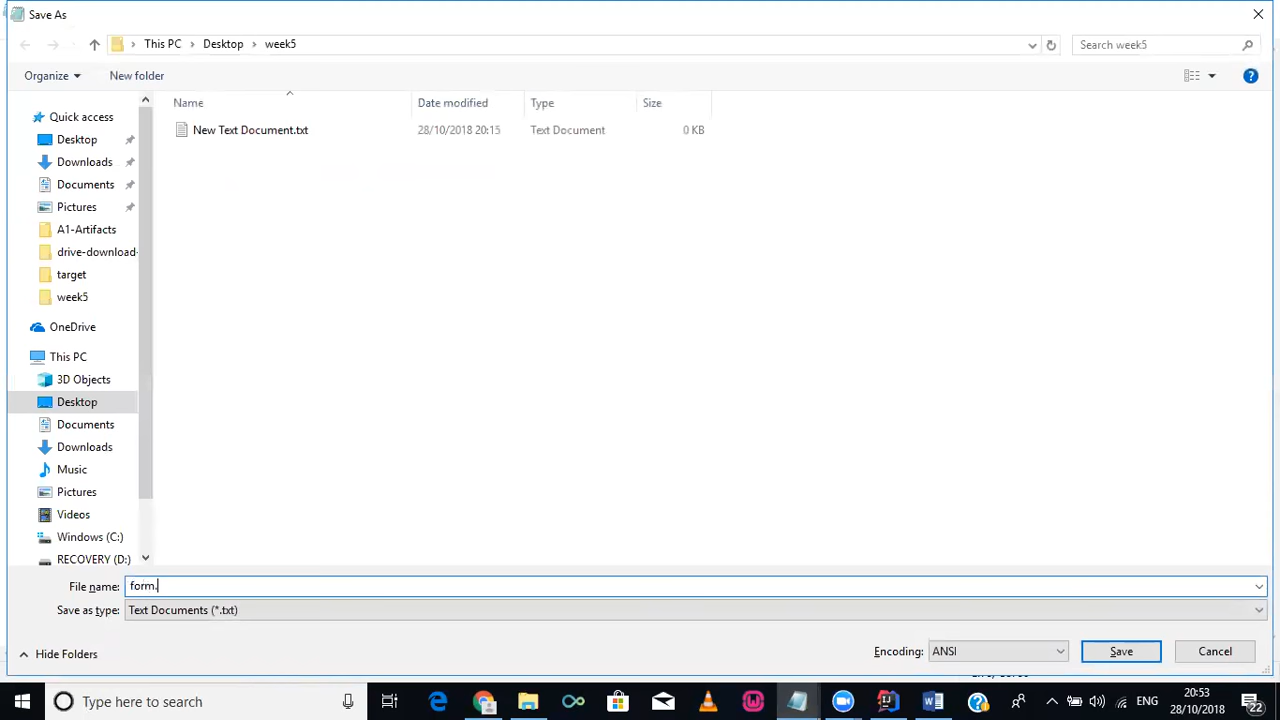 Save As
This PC Desktop week5
Search week5
Organize New folder
Name Date modified Type Size
New Text Document.txt 28/10/2018 20:15 Text Document 0 KB
Quick access
Desktop
Downloads
Documents
Pictures
A1-Artifacts
drive-download-
target
week5
OneDrive
This PC
3D Objects
Desktop
Documents
Downloads
Music
Pictures
Videos
Windows (C:)
RECOVERY (D:)
File name: form.
Save as type: Text Documents (*.txt)
Hide Folders
Encoding: ANSI Save Cancel
Type here to search
ENG
20:53
28/10/2018
22